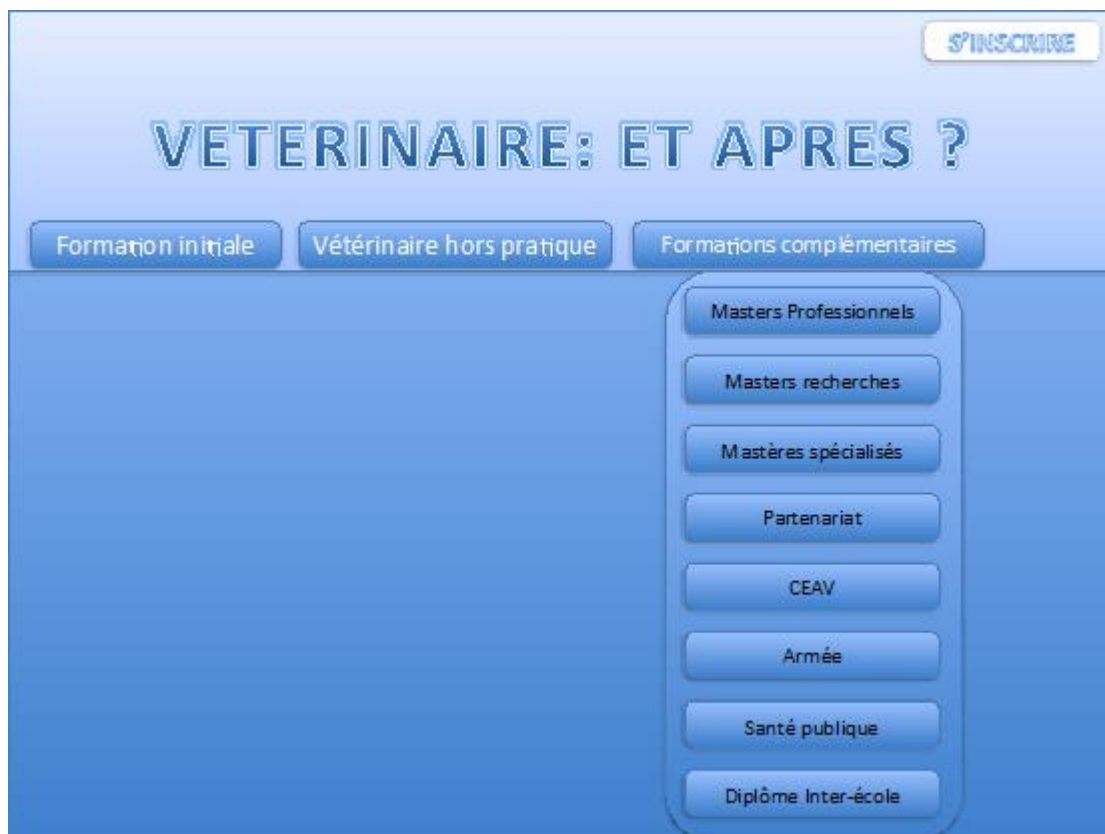 S'INSCRIRE
VETERINAIRE: ET APRES ?
Formation initiale
Vétérinaire hors pratique
Formations complémentaires
Masters Professionnels
Masters recherches
Mastères spécialisés
Partenariat
CEAV
Armée
Santé publique
Diplôme Inter-école